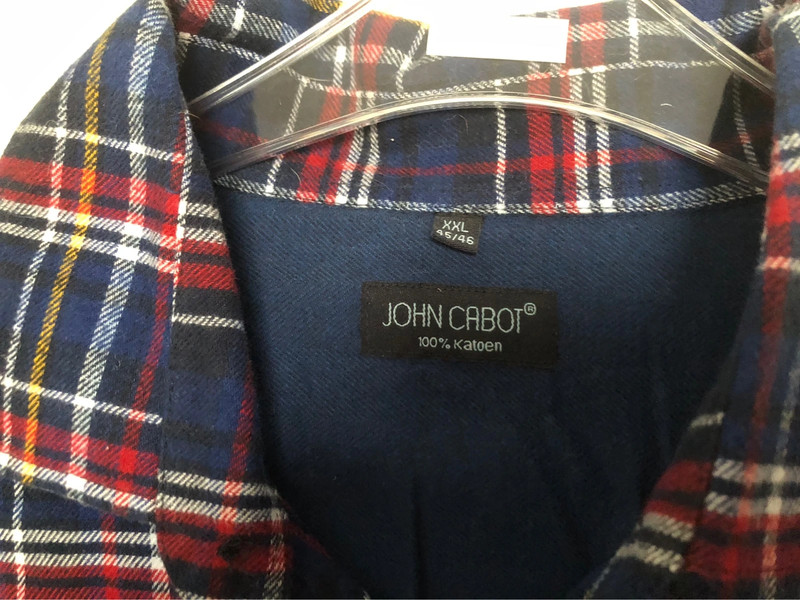 XXL
45/46
JOHN CABOT®
100% Katoen